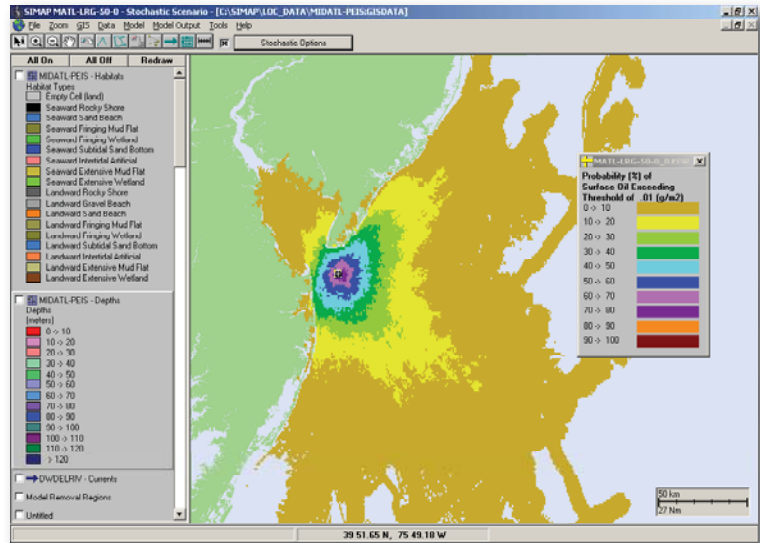 SIMAP MATL-LRG-50-0 - Stochastic Scenario - [C:\SIMAP\LOC_DATA\MIDATL-PEIS:GISDATA]
File Zoom GIS Data Model Model Output Tools Help
Stochastic Options
All On All Off Redraw
MIDATL-PEIS - Habitats
Habitat Types
Empty Cell (land)
Seaward Rocky Shore
Seaward Sand Beach
Seaward Fringing Mud Flat
Seaward Fringing Wetland
Seaward Subtidal Sand Bottom
Seaward Intertidal Artificial
Seaward Extensive Mud Flat
Seaward Extensive Wetland
Landward Rocky Shore
Landward Gravel Beach
Landward Sand Beach
Landward Fringing Mud Flat
Landward Fringing Wetland
Landward Subtidal Sand Bottom
Landward Intertidal Artificial
Landward Extensive Mud Flat
Landward Extensive Wetland
MIDATL-PEIS - Depths
Depths
(meters)
0 -> 10
10 -> 20
20 -> 30
30 -> 40
40 -> 50
50 -> 60
60 -> 70
70 -> 80
80 -> 90
90 -> 100
100 -> 110
110 -> 120
> 120
DWDELRIV - Currents
Model Removal Regions
Untitled
Probability (%) of
Surface Oil Exceeding
Threshold of .01 (g/m2)
0 -> 10
10 -> 20
20 -> 30
30 -> 40
40 -> 50
50 -> 60
60 -> 70
70 -> 80
80 -> 90
90 -> 100
SP
50 km
27 Nm
39 51.65 N, 75 49.18 W